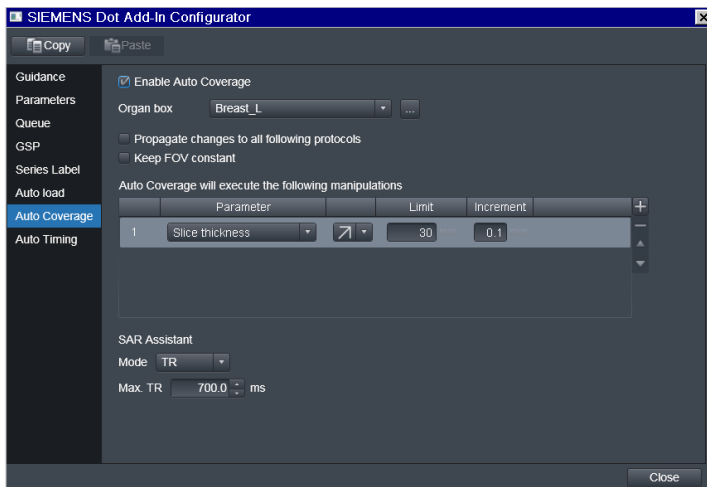 SIEMENS Dot Add-In Configurator
Copy Paste
Guidance
Parameters
Queue
GSP
Series Label
Auto load
Auto Coverage
Auto Timing
Enable Auto Coverage
Organ box Breast_L ...
Propagate changes to all following protocols
Keep FOV constant
Auto Coverage will execute the following manipulations
Parameter Limit Increment
1 Slice thickness 30 0.1
SAR Assistant
Mode TR
Max. TR 700.0 ms
Close